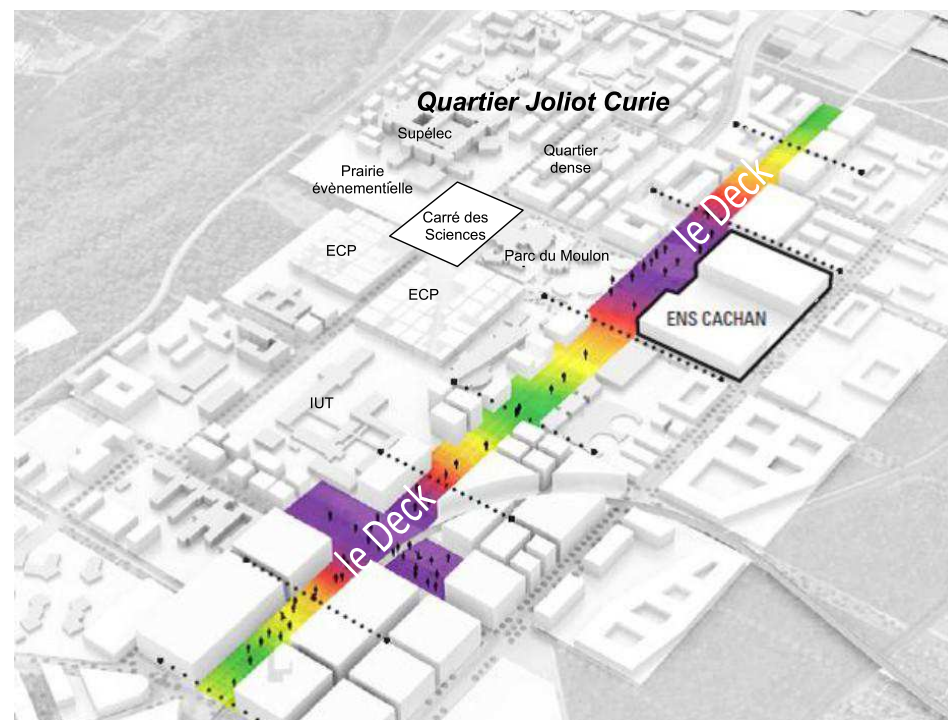 Quartier Joliot Curie
Supélec
Quartier
dense
Prairie
évènementielle
le Deck
Carré des
Sciences
ECP
Parc du Moulon
ECP
ENS CACHAN
IUT
le Deck